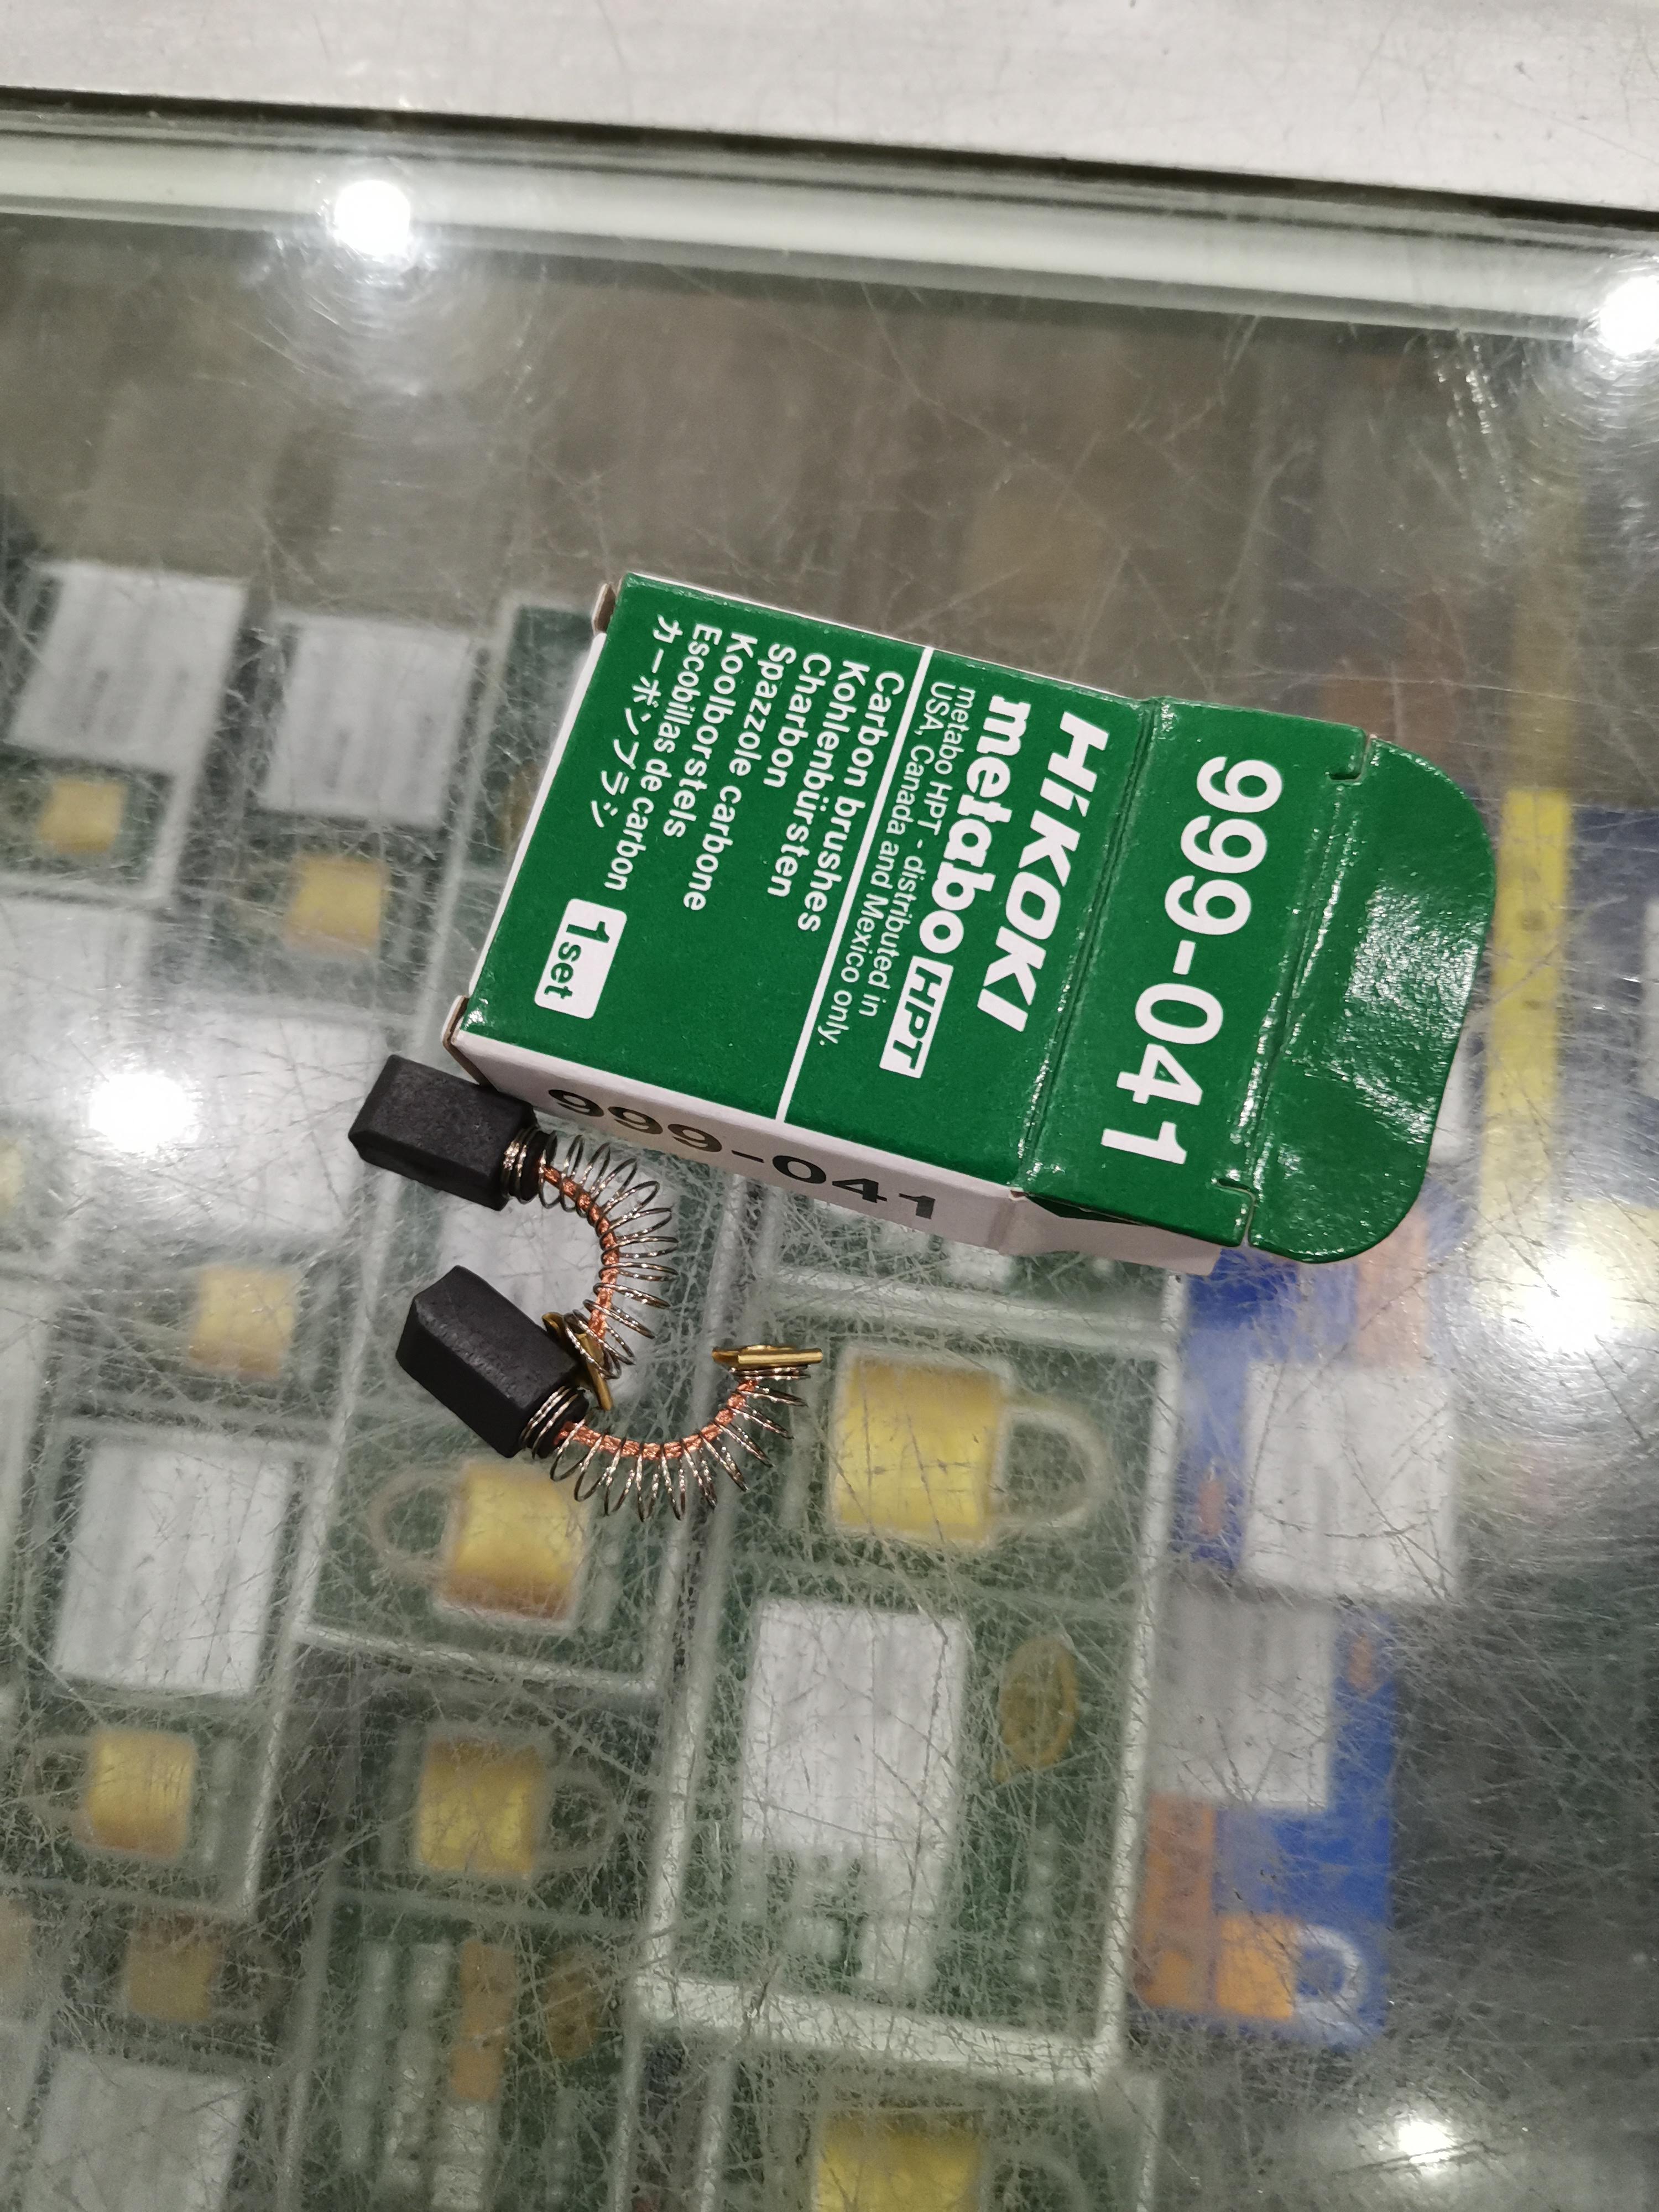 999-041
HiKOKI
metabo HPT
metabo HPT - distributed in
USA, Canada and Mexico only.
Carbon brushes
Kohlenbürsten
Charbon
Spazzole carbone
Koolborstels
Escobillas de carbon
カーボンブラシ
1set
999-041